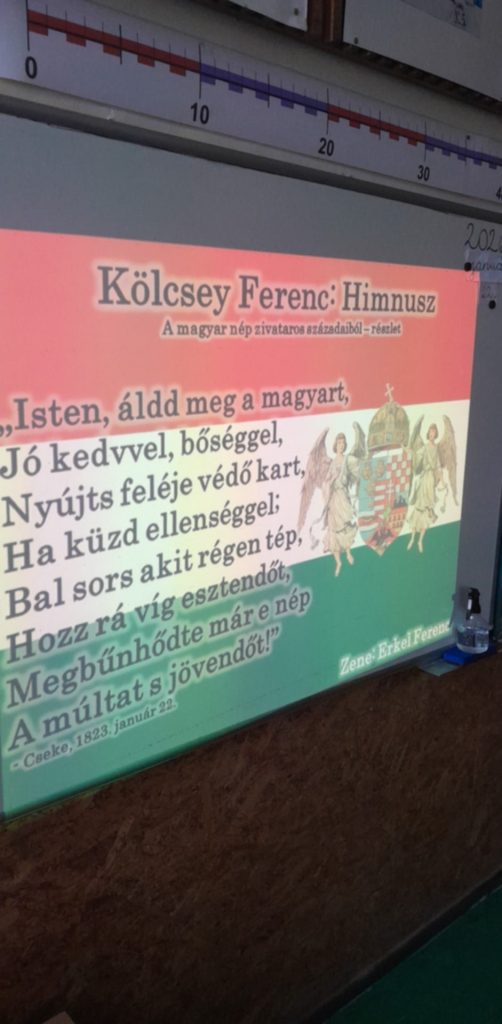 0
10
20
30
Kölcsey Ferenc: Himnusz
A magyar nép zivataros századaiból – részlet
„Isten, áldd meg a magyart,
Jó kedvvel, bőséggel,
Nyújts feléje védő kart,
Ha küzd ellenséggel;
Bal sors akit régen tép,
Hozz rá víg esztendőt,
Megbűnhődte már e nép
A múltat s jövendőt!”
- Cseke, 1823. január 22.
Zene: Erkel Ferenc